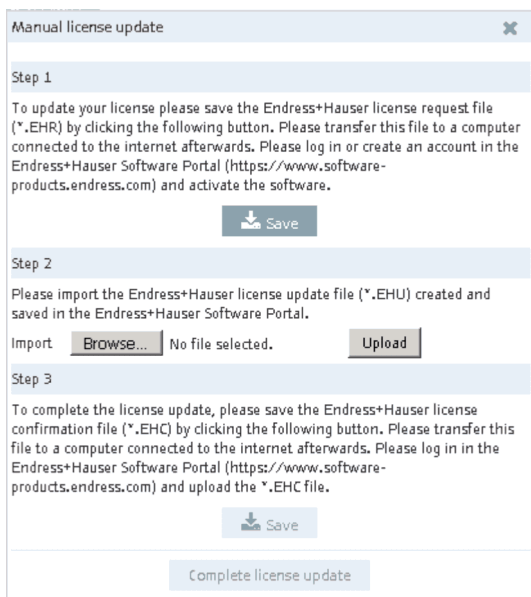 Manual license update
Step 1
To update your license please save the Endress+Hauser license request file
(*.EHR) by clicking the following button. Please transfer this file to a computer
connected to the internet afterwards. Please log in or create an account in the
Endress+Hauser Software Portal (https://www.software-
products.endress.com) and activate the software.
Save
Step 2
Please import the Endress+Hauser license update file (*.EHU) created and
saved in the Endress+Hauser Software Portal.
Import Browse... No file selected. Upload
Step 3
To complete the license update, please save the Endress+Hauser license
confirmation file (*.EHC) by clicking the following button. Please transfer this
file to a computer connected to the internet afterwards. Please log in in the
Endress+Hauser Software Portal (https://www.software-
products.endress.com) and upload the *.EHC file.
Save
Complete license update